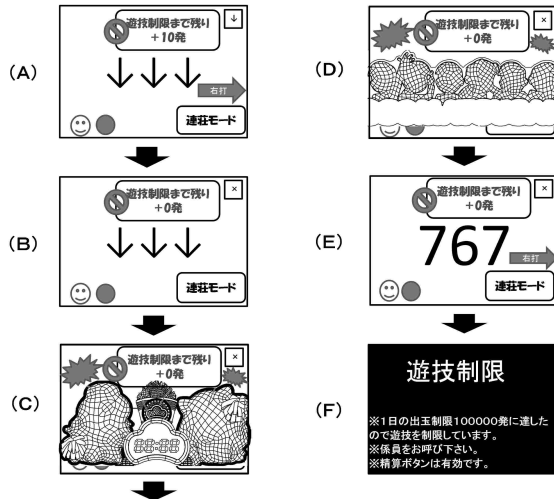 (A)
遊技制限まで残り
+10発
↓
↓ ↓ ↓
右打
連荘モード
(B)
遊技制限まで残り
+0発
×
↓ ↓ ↓
連荘モード
(C)
遊技制限まで残り
+0発
×
88:88
(D)
遊技制限まで残り
+0発
×
(E)
遊技制限まで残り
+0発
×
767
右打
連荘モード
(F)
遊技制限
※1日の出玉制限100000発に達した
ので遊技を制限しています。
※係員をお呼び下さい。
※精算ボタンは有効です。